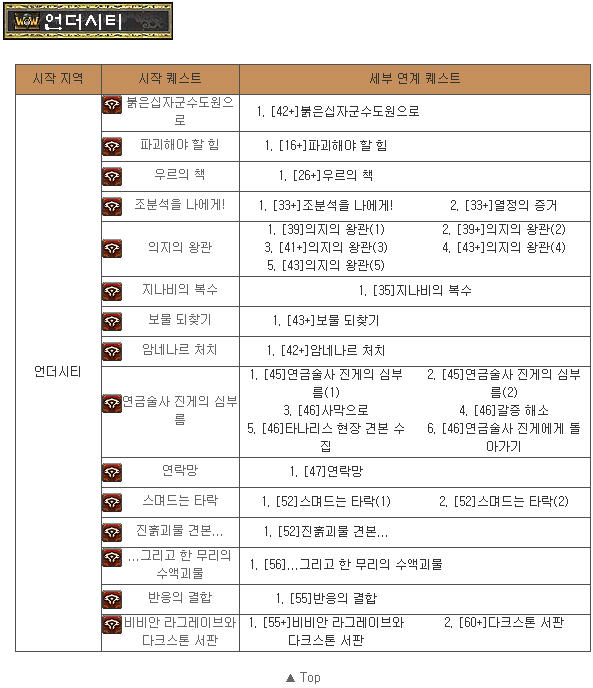 WOW 언더시티
시작 지역 시작 퀘스트 세부 연계 퀘스트
언더시티
붉은십자군수도원으
로
1. [42+]붉은십자군수도원으로
파괴해야 할 힘 1. [16+]파괴해야 할 힘
우르의 책 1. [26+]우르의 책
조분석을 나에게! 1. [33+]조분석을 나에게! 2. [33+]열정의 증거
의지의 왕관
1. [39]의지의 왕관(1) 2. [39+]의지의 왕관(2)
3. [41+]의지의 왕관(3) 4. [43+]의지의 왕관(4)
5. [43]의지의 왕관(5)
지나비의 복수 1. [35]지나비의 복수
보물 되찾기 1. [43+]보물 되찾기
암네나르 처치 1. [42+]암네나르 처치
연금술사 진게의 심부
름
1. [45]연금술사 진게의 심부
름(1)
2. [45]연금술사 진게의 심부
름(2)
3. [46]사막으로 4. [46]갈증 해소
5. [46]타나리스 현장 견본 수
집
6. [46]연금술사 진게에게 돌
아가기
연락망 1. [47]연락망
스며드는 타락 1. [52]스며드는 타락(1) 2. [52]스며드는 타락(2)
진흙괴물 견본... 1. [52]진흙괴물 견본...
...그리고 한 무리의
수액괴물
1. [56]...그리고 한 무리의 수액괴물
반응의 결합 1. [55]반응의 결합
비비안 라그레이브와
다크스톤 서판
1. [55+]비비안 라그레이브와
다크스톤 서판
2. [60+]다크스톤 서판
▲ Top